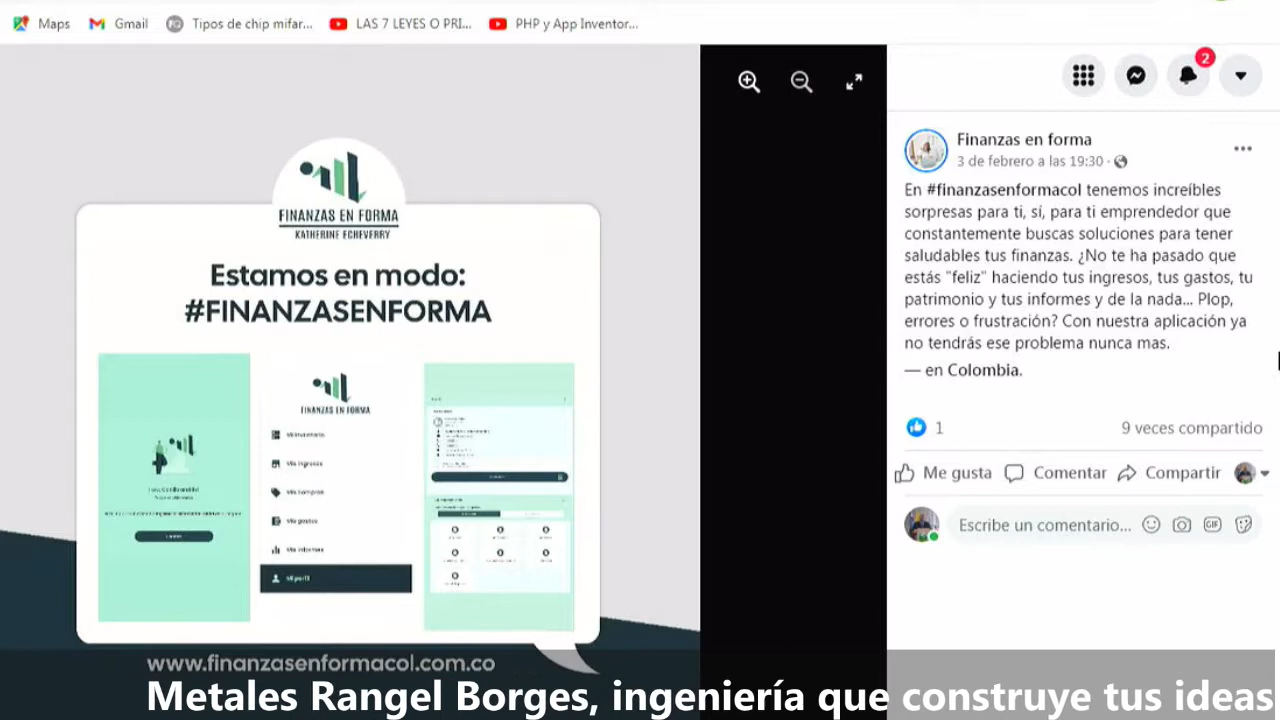 Maps
Gmail
Tipos de chip mifar...
LAS 7 LEYES O PRI...
PHP y App Inventor...
2
FINANZAS EN FORMA
KATHERINE ECHEVERRY
Estamos en modo:
#FINANZASENFORMA
FINANZAS EN FORMA
Mi inventario
Mis ingresos
Mis compras
Mis gastos
Mis informes
Mi perfil
www.finanzasenformacol.com.co
Finanzas en forma
3 de febrero a las 19:30 ·
En #finanzasenformacol tenemos increíbles
sorpresas para ti, sí, para ti emprendedor que
constantemente buscas soluciones para tener
saludables tus finanzas. ¿No te ha pasado que
estás "feliz" haciendo tus ingresos, tus gastos, tu
patrimonio y tus informes y de la nada... Plop,
errores o frustración? Con nuestra aplicación ya
no tendrás ese problema nunca mas.
— en Colombia.
1
9 veces compartido
Me gusta
Comentar
Compartir
Escribe un comentario...
GIF
Metales Rangel Borges, ingeniería que construye tus ideas